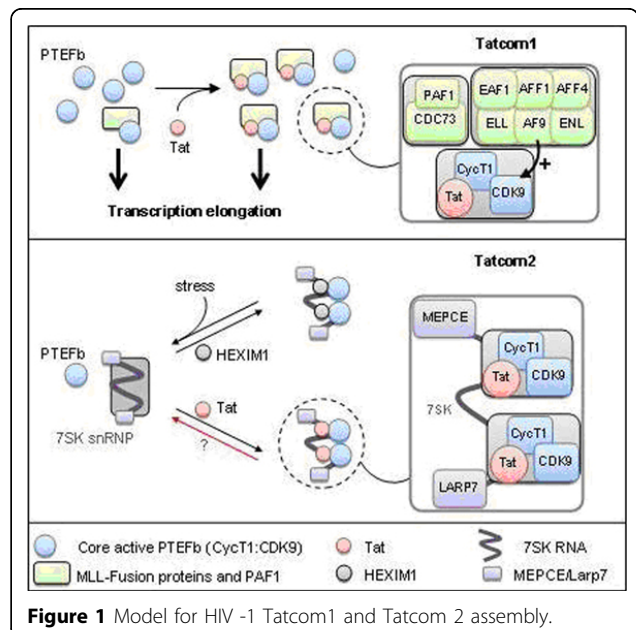 PTEFb
Tat
Transcription elongation
Tatcom1
PAF1
CDC73
EAF1 AFF1 AFF4
ELL AF9 ENL
+
CycT1
Tat CDK9
Tatcom2
stress
HEXIM1
PTEFb
7SK snRNP
Tat
?
MEPCE
7SK
CycT1
Tat CDK9
CycT1
Tat CDK9
LARP7
Core active PTEFb (CycT1:CDK9)
Tat
7SK RNA
MLL-Fusion proteins and PAF1
HEXIM1
MEPCE/Larp7
Figure 1 Model for HIV -1 Tatcom1 and Tatcom 2 assembly.